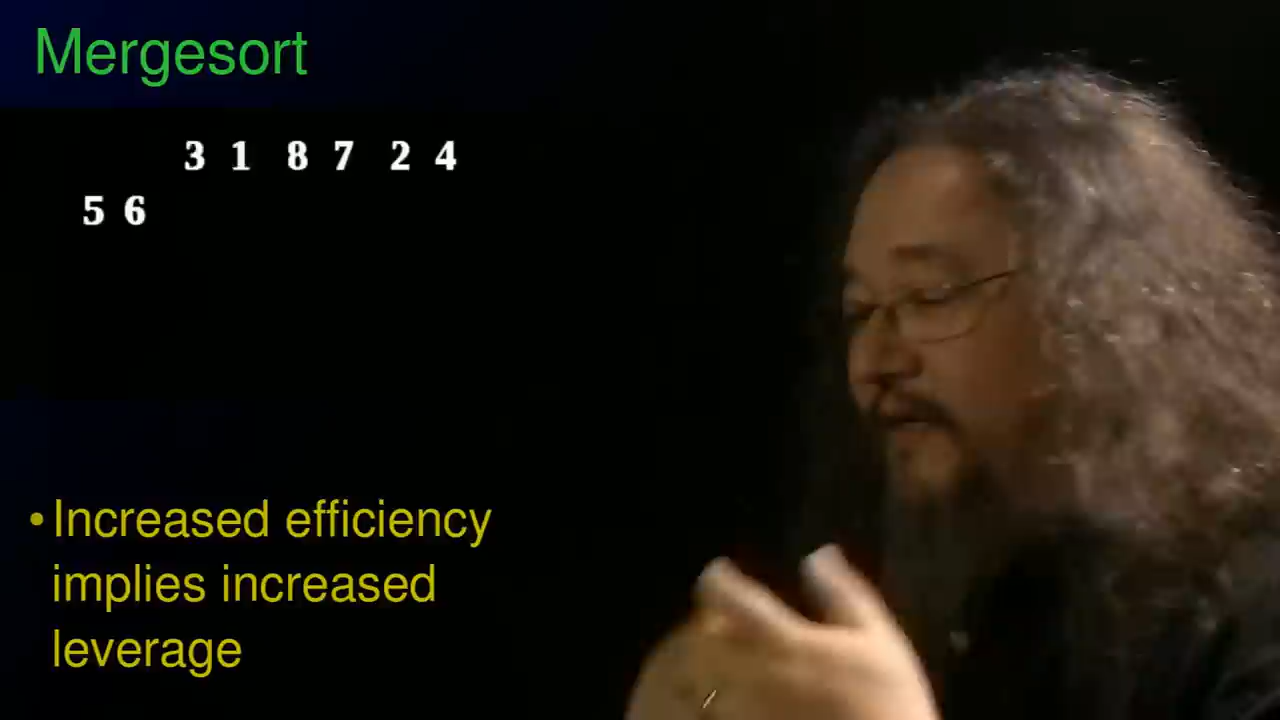 Mergesort
3 1 8 7 2 4
5 6
• Increased efficiency
implies increased
leverage